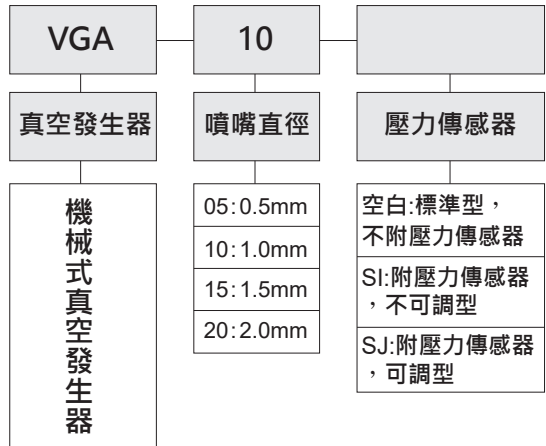 VGA
10
真空發生器
噴嘴直徑
壓力傳感器
機械式真空發生器
05:0.5mm
10:1.0mm
15:1.5mm
20:2.0mm
空白:標準型，
不附壓力傳感器
SI:附壓力傳感器
，不可調型
SJ:附壓力傳感器
，可調型